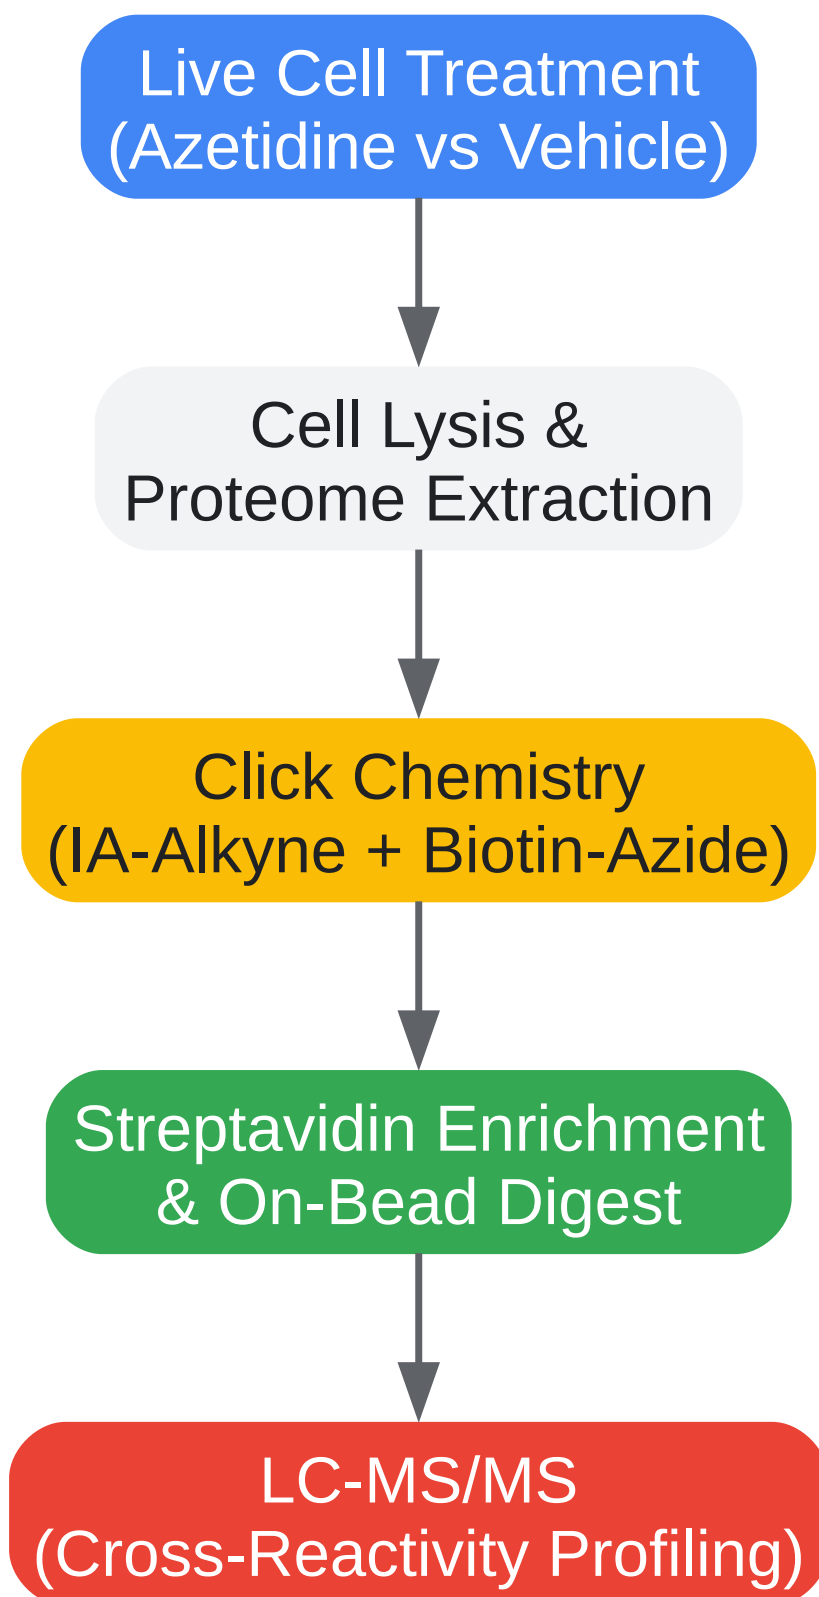 Live Cell Treatment
(Azetidine vs Vehicle)
Cell Lysis &
Proteome Extraction
Click Chemistry
(IA-Alkyne + Biotin-Azide)
Streptavidin Enrichment
& On-Bead Digest
LC-MS/MS
(Cross-Reactivity Profiling)